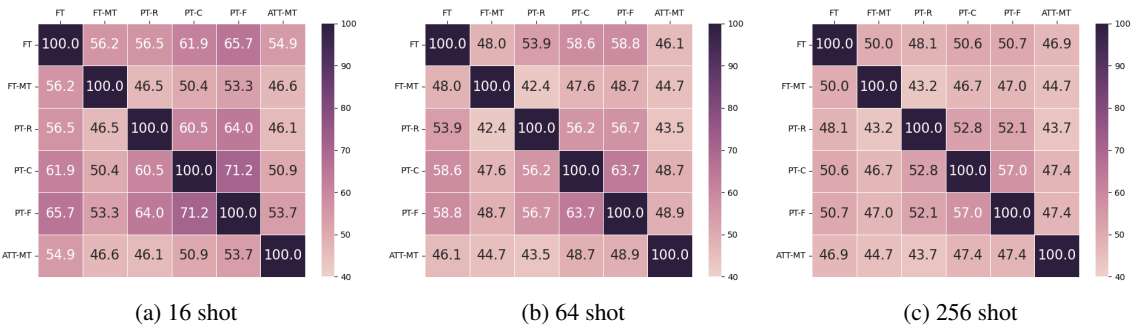 FT FT-MT PT-R PT-C PT-F ATT-MT
FT 100.0 56.2 56.5 61.9 65.7 54.9
FT-MT 56.2 100.0 46.5 50.4 53.3 46.6
PT-R 56.5 46.5 100.0 60.5 64.0 46.1
PT-C 61.9 50.4 60.5 100.0 71.2 50.9
PT-F 65.7 53.3 64.0 71.2 100.0 53.7
ATT-MT 54.9 46.6 46.1 50.9 53.7 100.0
100
90
80
70
60
50
40
(a) 16 shot
FT FT-MT PT-R PT-C PT-F ATT-MT
FT 100.0 48.0 53.9 58.6 58.8 46.1
FT-MT 48.0 100.0 42.4 47.6 48.7 44.7
PT-R 53.9 42.4 100.0 56.2 56.7 43.5
PT-C 58.6 47.6 56.2 100.0 63.7 48.7
PT-F 58.8 48.7 56.7 63.7 100.0 48.9
ATT-MT 46.1 44.7 43.5 48.7 48.9 100.0
100
90
80
70
60
50
40
(b) 64 shot
FT FT-MT PT-R PT-C PT-F ATT-MT
FT 100.0 50.0 48.1 50.6 50.7 46.9
FT-MT 50.0 100.0 43.2 46.7 47.0 44.7
PT-R 48.1 43.2 100.0 52.8 52.1 43.7
PT-C 50.6 46.7 52.8 100.0 57.0 47.4
PT-F 50.7 47.0 52.1 57.0 100.0 47.4
ATT-MT 46.9 44.7 43.7 47.4 47.4 100.0
100
90
80
70
60
50
40
(c) 256 shot